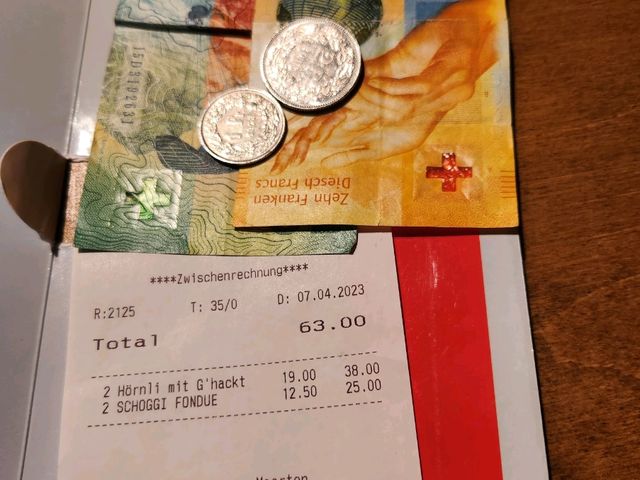 15D3102631
Zehn Franken
Diesch Francs
****Zwischenrechnung****
R:2125 T: 35/0 D: 07.04.2023
Total 63.00
2 Hörnli mit G'hackt 19.00 38.00
2 SCHOGGI FONDUE 12.50 25.00